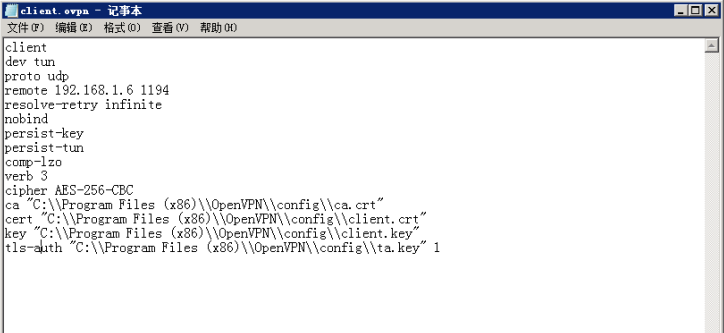 client.ovpn - 记事本
文件(F) 编辑(E) 格式(O) 查看(V) 帮助(H)
client
dev tun
proto udp
remote 192.168.1.6 1194
resolve-retry infinite
nobind
persist-key
persist-tun
comp-lzo
verb 3
cipher AES-256-CBC
ca "C:\\Program Files (x86)\\OpenVPN\\config\\ca.crt"
cert "C:\\Program Files (x86)\\OpenVPN\\config\\client.crt"
key "C:\\Program Files (x86)\\OpenVPN\\config\\client.key"
tls-auth "C:\\Program Files (x86)\\OpenVPN\\config\\ta.key" 1